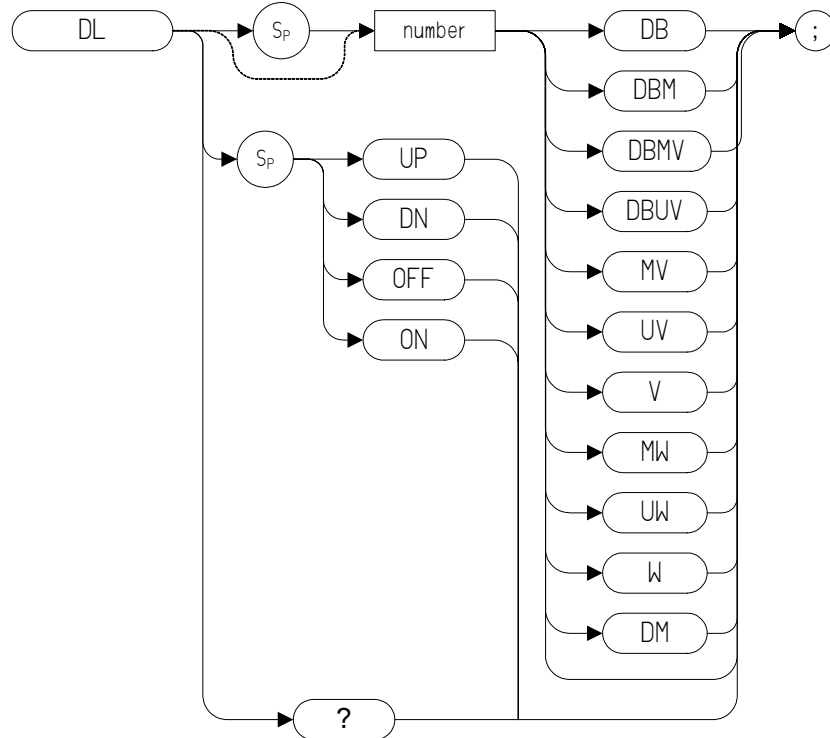 DL
SP
number
DB
DBM
DBMV
DBUV
MV
UV
V
MW
UW
W
DM
;
SP
UP
DN
OFF
ON
?